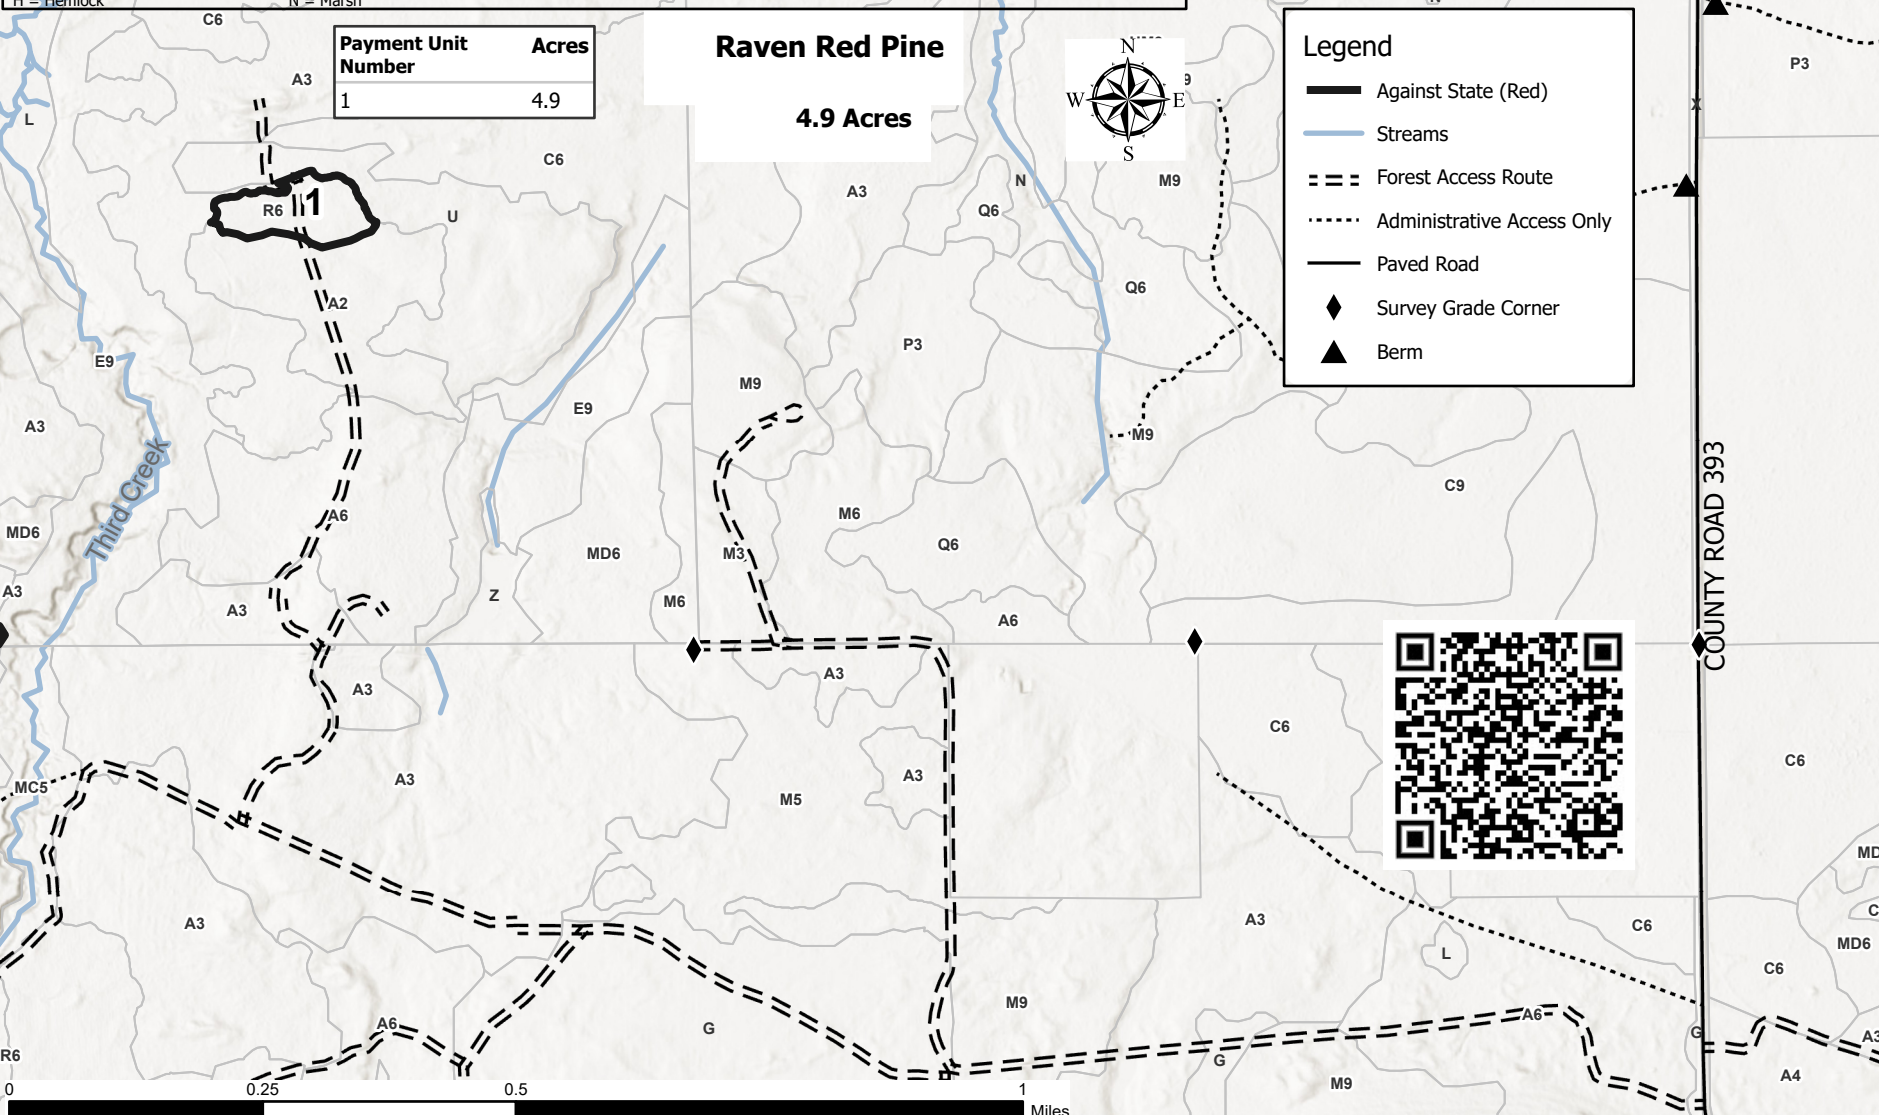 H = Hemlock
N = Marsh
Payment Unit Number
Acres
1
4.9
Raven Red Pine
4.9 Acres
N
W
E
S
Legend
Against State (Red)
Streams
Forest Access Route
Administrative Access Only
Paved Road
Survey Grade Corner
Berm
C6
A3
L
C6
R6
1
U
A2
E9
A3
A6
MD6
A3
A3
Third Creek
Z
E9
MD6
M6
M9
M3
A3
P3
M6
Q6
Q6
N
M9
9
Q6
M9
C9
A6
P3
X
COUNTY ROAD 393
A3
A3
A3
A3
M5
MC5
C6
C6
A3
A3
L
C6
C6
MD
C
MD6
M9
G
A6
R6
A6
G
M9
G
A3
A4
0
0.25
0.5
1
Miles